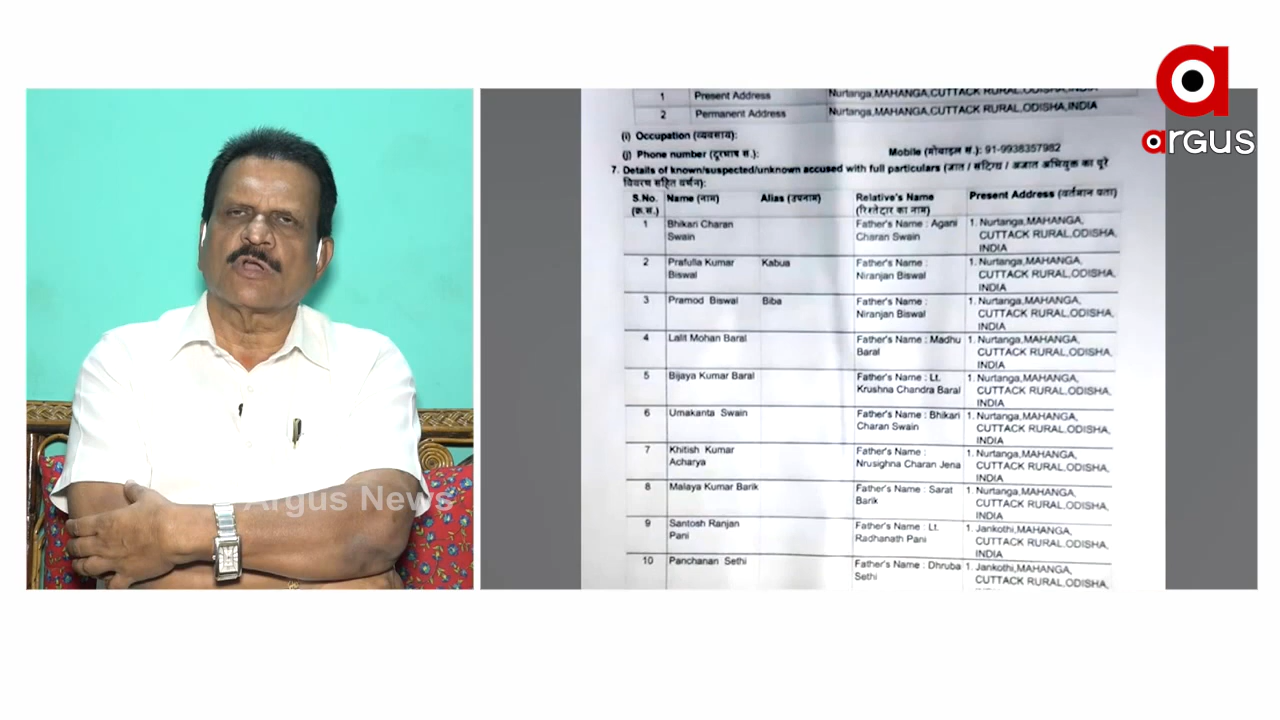 argus
Argus News
1 Present Address Nurtanga,MAHANGA,CUTTACK RURAL,ODISHA,INDIA
2 Permanent Address Nurtanga,MAHANGA,CUTTACK RURAL,ODISHA,INDIA
(i) Occupation (व्यवसाय):
(j) Phone number (दूरभाष सं.): Mobile (मोबाइल सं.): 91-9938357982
7. Details of known/suspected/unknown accused with full particulars (ज्ञात / संदिग्ध / अज्ञात अभियुक्त का पूरे
विवरण सहित वर्णन):
S.No. Name (नाम) Alias (उपनाम) Relative's Name Present Address (वर्तमान पता)
(क्र.सं.) (रिश्तेदार का नाम)
1 Bhikari Charan Father's Name : Agani 1. Nurtanga,MAHANGA,
Swain Charan Swain CUTTACK RURAL,ODISHA,
INDIA
2 Prafulla Kumar Kabua Father's Name : 1. Nurtanga,MAHANGA,
Biswal Niranjan Biswal CUTTACK RURAL,ODISHA,
INDIA
3 Pramod Biswal Biba Father's Name : 1. Nurtanga,MAHANGA,
Niranjan Biswal CUTTACK RURAL,ODISHA,
INDIA
4 Lalit Mohan Baral Father's Name : Madhu 1. Nurtanga,MAHANGA,
Baral CUTTACK RURAL,ODISHA,
INDIA
5 Bijaya Kumar Baral Father's Name : Lt. 1. Nurtanga,MAHANGA,
Krushna Chandra Baral CUTTACK RURAL,ODISHA,
INDIA
6 Umakanta Swain Father's Name : Bhikari 1. Nurtanga,MAHANGA,
Charan Swain CUTTACK RURAL,ODISHA,
INDIA
7 Khitish Kumar Father's Name : 1. Nurtanga,MAHANGA,
Acharya Nrusighna Charan Jena CUTTACK RURAL,ODISHA,
INDIA
8 Malaya Kumar Barik Father's Name : Sarat 1. Nurtanga,MAHANGA,
Barik CUTTACK RURAL,ODISHA,
INDIA
9 Santosh Ranjan Father's Name : Lt. 1. Jankothi,MAHANGA,
Pani Radhanath Pani CUTTACK RURAL,ODISHA,
INDIA
10 Panchanan Sethi Father's Name : Dhruba 1. Jankothi,MAHANGA,
Sethi CUTTACK RURAL,ODISHA,